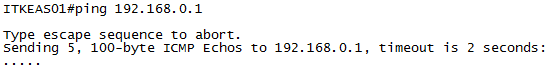 ITKEAS01#ping 192.168.0.1
Type escape sequence to abort.
Sending 5, 100-byte ICMP Echos to 192.168.0.1, timeout is 2 seconds:
.....